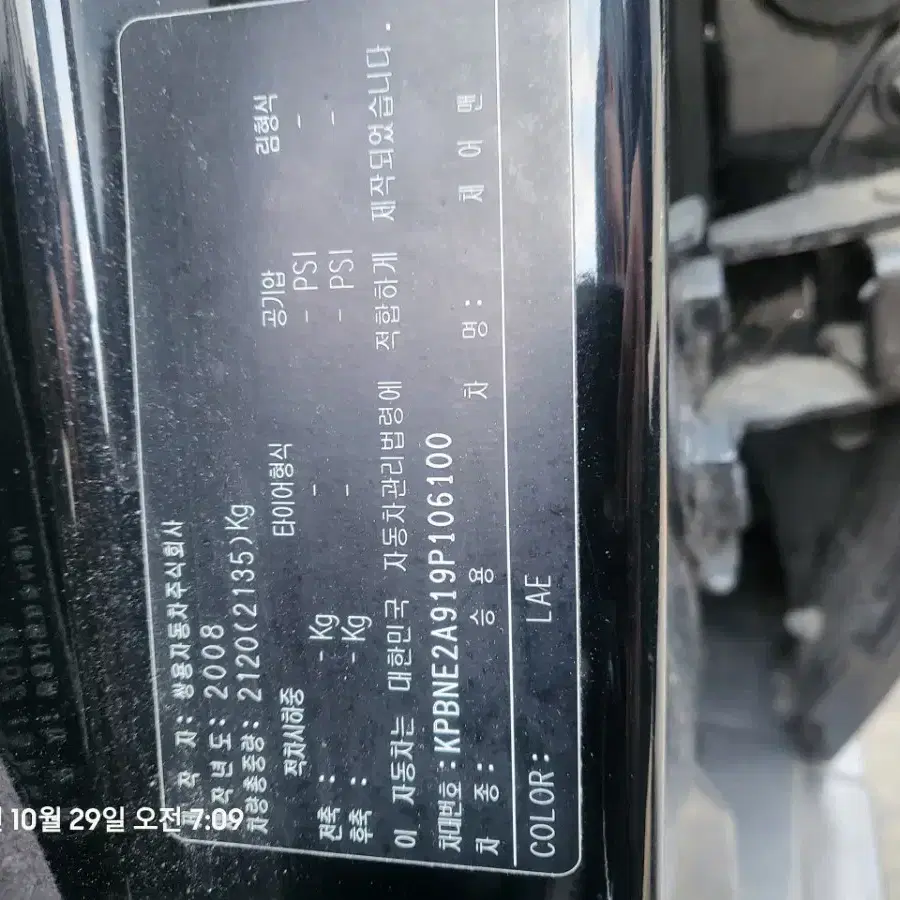 제 작 자: 쌍용자동차주식회사
제작년도: 2008
차량총중량: 2120(2135)Kg
적차시하중 타이어형식 공기압 림형식
전축 : -Kg - - PSI -
후축 : -Kg - - PSI -
이 자동차는 대한민국 자동차관리법령에 적합하게 제작되었습니다.
차대번호: KPBNE2A919P106100
차 종: 승 용 차 명: 체 어 맨
COLOR: LAE
10월 29일 오전 7:09